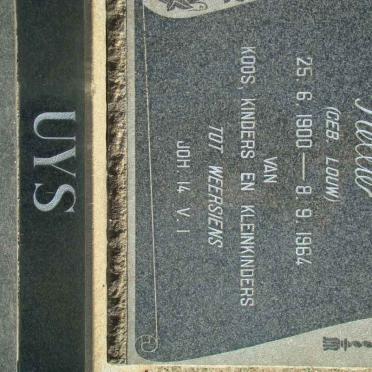 (GEB. LOUW)
25. 6. 1900 — 8. 9. 1964
VAN
KOOS, KINDERS EN KLEINKINDERS
TOT WEERSIENS
JOH. 14 V. 1
UYS